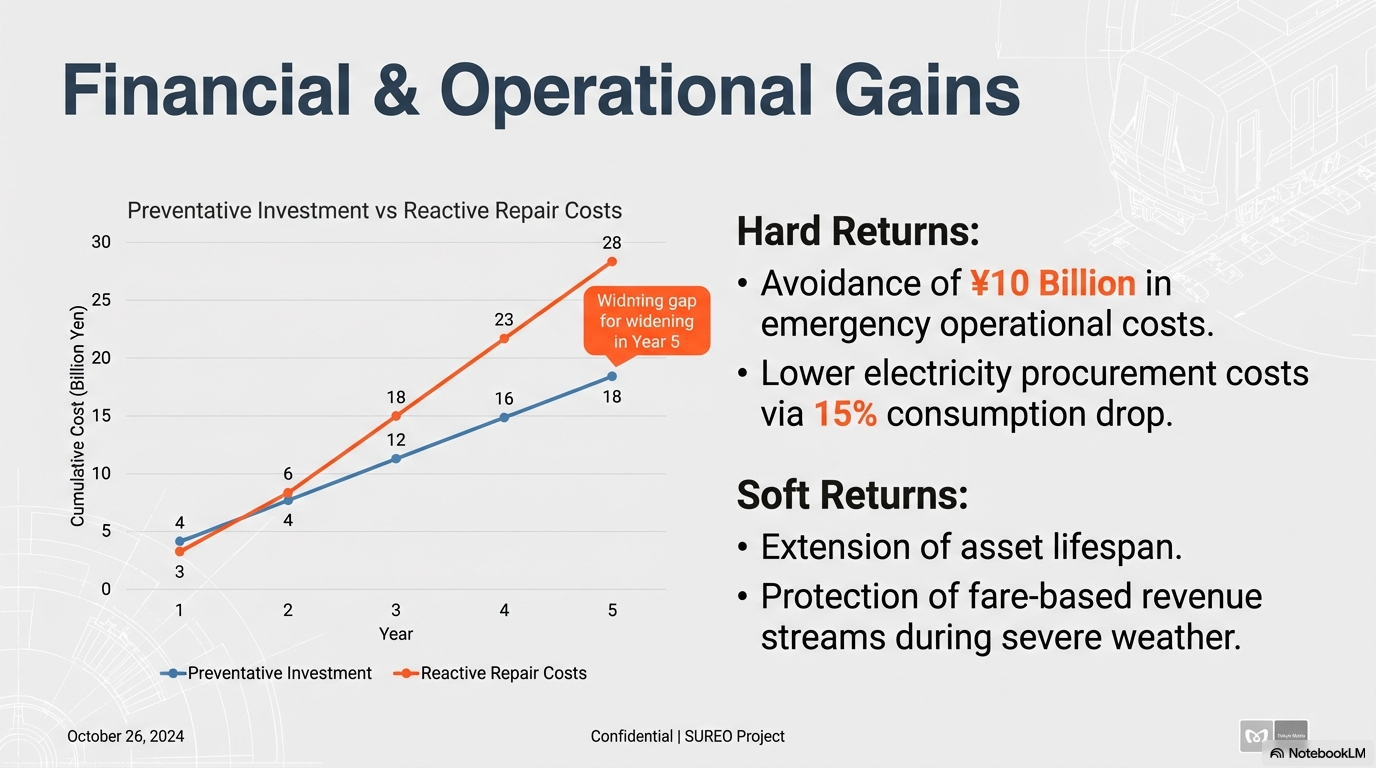 Financial & Operational Gains
Preventative Investment vs Reactive Repair Costs
Cumulative Cost (Billion Yen)
30
25
20
15
10
5
0
4
3
6
4
18
12
23
16
28
18
Widnting gap
for widening
in Year 5
1 2 3 4 5
Year
Preventative Investment Reactive Repair Costs
Hard Returns:
• Avoidance of ¥10 Billion in
emergency operational costs.
• Lower electricity procurement costs
via 15% consumption drop.
Soft Returns:
• Extension of asset lifespan.
• Protection of fare-based revenue
streams during severe weather.
October 26, 2024
Confidential | SUREO Project
NotebookLM